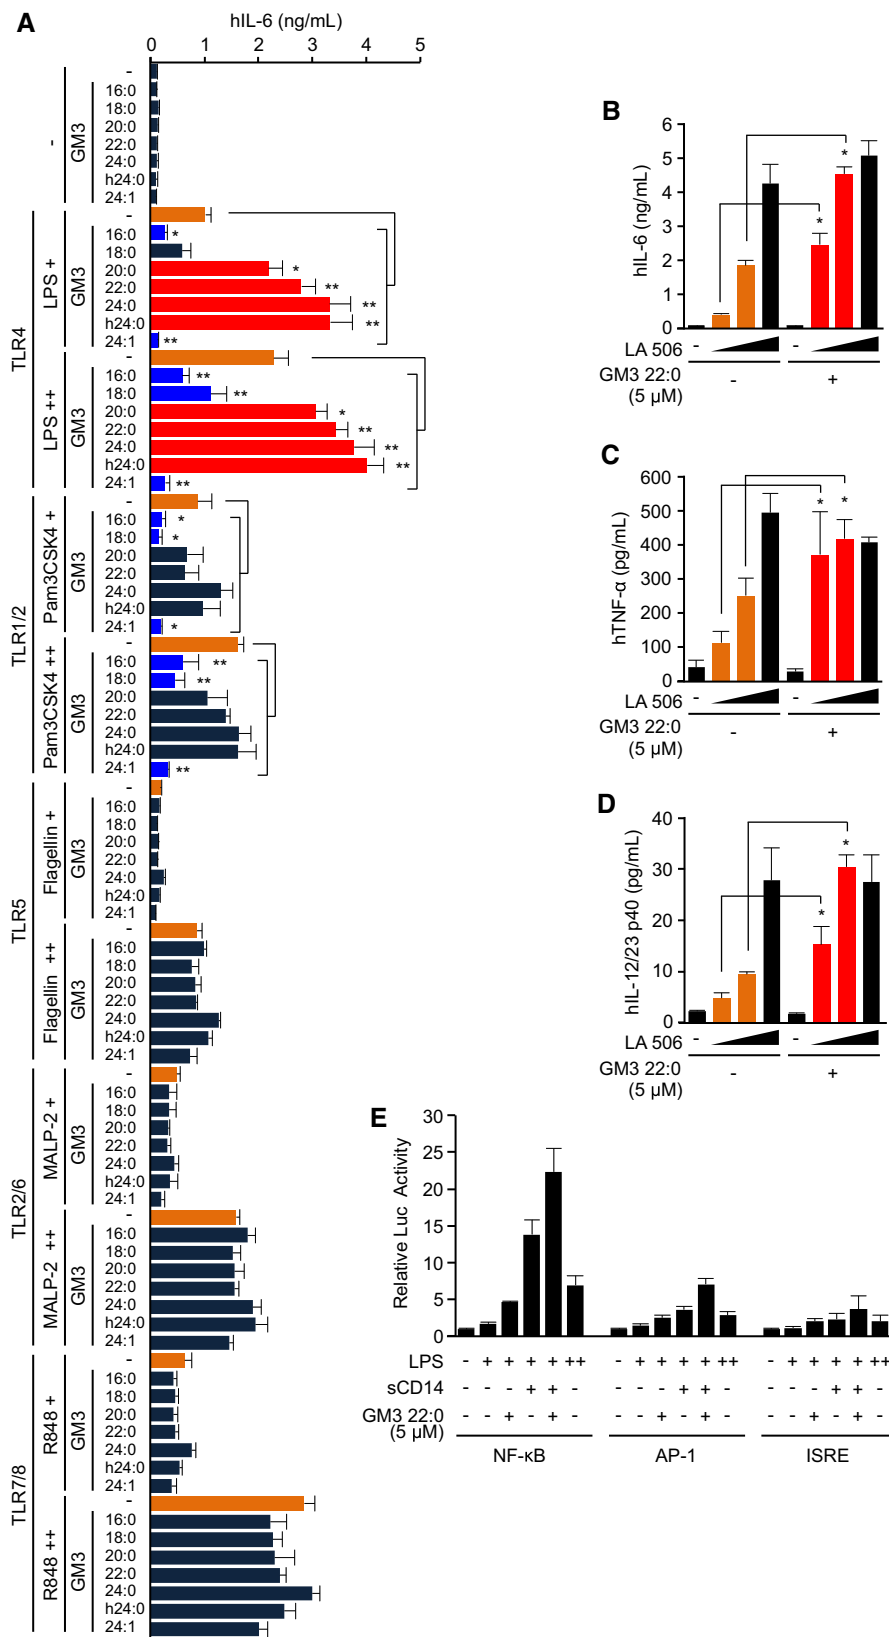 A
hIL-6 (ng/mL)
0 1 2 3 4 5
-
GM3
-
16:0
18:0
20:0
22:0
24:0
h24:0
24:1
TLR4
LPS +
GM3
-
16:0 *
18:0
20:0 *
22:0 **
24:0 **
h24:0 **
24:1 **
LPS ++
GM3
-
16:0 **
18:0 **
20:0 *
22:0 **
24:0 **
h24:0 **
24:1 **
TLR1/2
Pam3CSK4 +
GM3
-
16:0 *
18:0 *
20:0
22:0
24:0
h24:0
24:1 *
Pam3CSK4 ++
GM3
-
16:0 **
18:0 **
20:0
22:0
24:0
h24:0
24:1 **
TLR5
Flagellin +
GM3
-
16:0
18:0
20:0
22:0
24:0
h24:0
24:1
Flagellin ++
GM3
-
16:0
18:0
20:0
22:0
24:0
h24:0
24:1
TLR2/6
MALP-2 +
GM3
-
16:0
18:0
20:0
22:0
24:0
h24:0
24:1
MALP-2 ++
GM3
-
16:0
18:0
20:0
22:0
24:0
h24:0
24:1
TLR7/8
R848 +
GM3
-
16:0
18:0
20:0
22:0
24:0
h24:0
24:1
R848 ++
GM3
-
16:0
18:0
20:0
22:0
24:0
h24:0
24:1
B
hIL-6 (ng/mL)
6
5
4
3
2
1
0
* *
LA 506 - -
GM3 22:0 - +
(5 µM)
C
hTNF-α (pg/mL)
600
500
400
300
200
100
0
* *
LA 506 - -
GM3 22:0 - +
(5 µM)
D
hIL-12/23 p40 (pg/mL)
40
30
20
10
0
* *
LA 506 - -
GM3 22:0 - +
(5 µM)
E
Relative Luc Activity
30
25
20
15
10
5
0
LPS - + + + + ++ - + + + + ++ - + + + + ++
sCD14 - - - + + - - - - + + - - - - + + -
GM3 22:0 - - + - + - - - + - + - - - + - + -
(5 µM)
NF-κB AP-1 ISRE